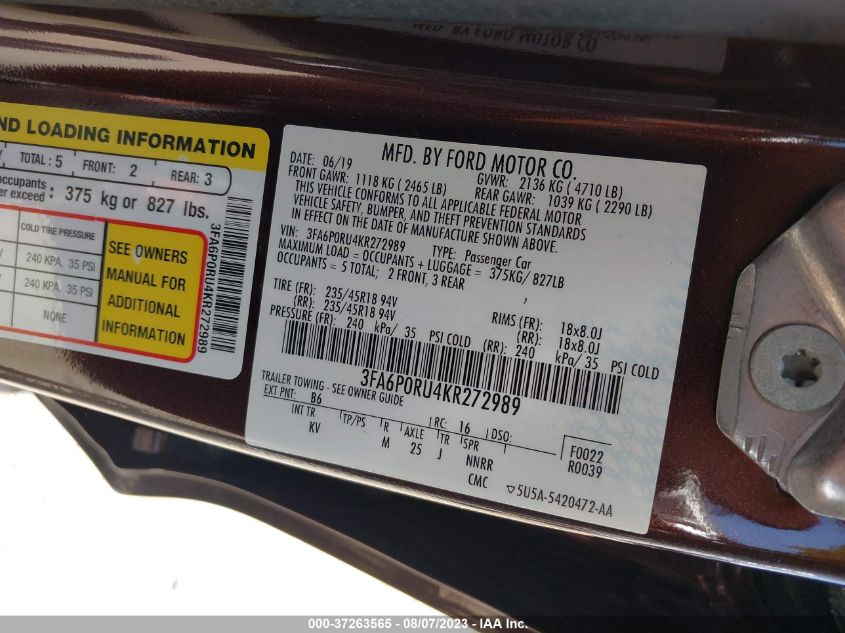 ND LOADING INFORMATION
TOTAL: 5 FRONT: 2 REAR: 3
occupants
er exceed: 375 kg or 827 lbs.
COLD TIRE PRESSURE
240 KPA, 35 PSI
240 KPA, 35 PSI
NONE
SEE OWNERS
MANUAL FOR
ADDITIONAL
INFORMATION
3FA6P0RU4KR272989
MFD. BY FORD MOTOR CO.
DATE: 06/19 GVWR: 2136 KG ( 4710 LB)
FRONT GAWR: 1118 KG ( 2465 LB) REAR GAWR: 1039 KG ( 2290 LB)
THIS VEHICLE CONFORMS TO ALL APPLICABLE FEDERAL MOTOR
VEHICLE SAFETY, BUMPER, AND THEFT PREVENTION STANDARDS
IN EFFECT ON THE DATE OF MANUFACTURE SHOWN ABOVE.
VIN: 3FA6P0RU4KR272989 TYPE: Passenger Car
MAXIMUM LOAD = OCCUPANTS + LUGGAGE = 375KG/ 827LB
OCCUPANTS = 5 TOTAL; 2 FRONT, 3 REAR ,
TIRE (FR): 235/45R18 94V RIMS (FR): 18x8.0J
(RR): 235/45R18 94V (RR): 18x8.0J
PRESSURE (FR): 240 kPa/ 35 PSI COLD (RR): 240 kPa/ 35 PSI COLD
3FA6P0RU4KR272989
TRAILER TOWING - SEE OWNER GUIDE
EXT PNT: B6 RC: 16 DSO: F0022
INT TR TP/PS R AXLE TR SPR R0039
KV M 25 J NNRR
CMC ▽5U5A-5420472-AA
000-37263565 - 08/07/2023 - IAA Inc.